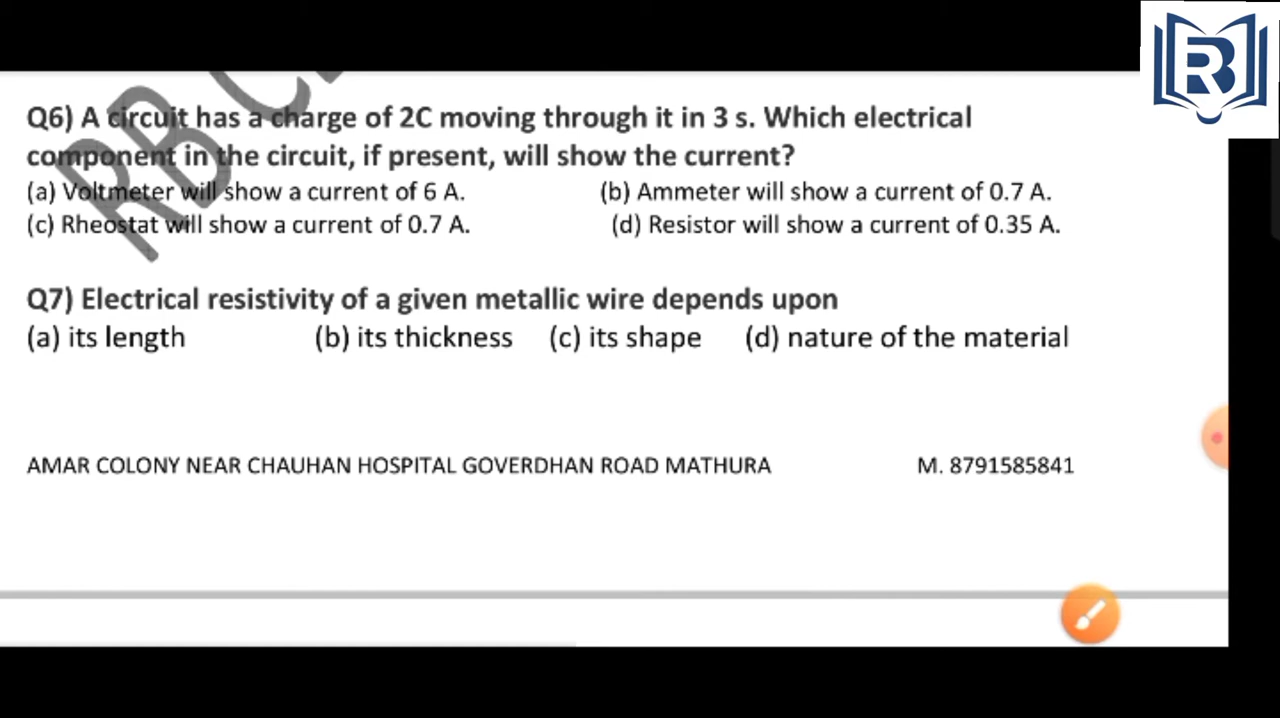 RB C
Q6) A circuit has a charge of 2C moving through it in 3 s. Which electrical
component in the circuit, if present, will show the current?
(a) Voltmeter will show a current of 6 A. (b) Ammeter will show a current of 0.7 A.
(c) Rheostat will show a current of 0.7 A. (d) Resistor will show a current of 0.35 A.
Q7) Electrical resistivity of a given metallic wire depends upon
(a) its length (b) its thickness (c) its shape (d) nature of the material
AMAR COLONY NEAR CHAUHAN HOSPITAL GOVERDHAN ROAD MATHURA M. 8791585841